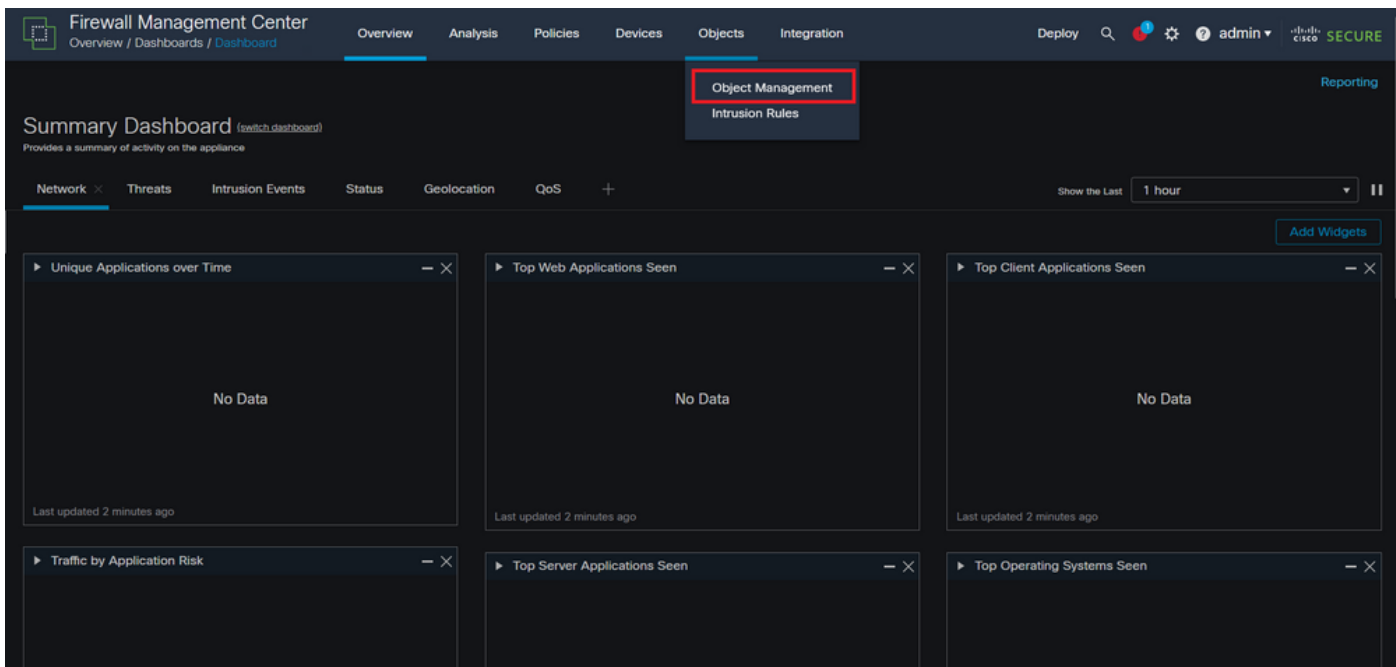 Firewall Management Center
Overview / Dashboards / Dashboard
Overview Analysis Policies Devices Objects Integration
Deploy 1 admin
cisco SECURE
Object Management
Intrusion Rules
Reporting
Summary Dashboard (switch dashboard)
Provides a summary of activity on the appliance
Network Threats Intrusion Events Status Geolocation QoS
Show the Last 1 hour
Add Widgets
Unique Applications over Time
No Data
Last updated 2 minutes ago
Top Web Applications Seen
No Data
Last updated 2 minutes ago
Top Client Applications Seen
No Data
Last updated 2 minutes ago
Traffic by Application Risk
Top Server Applications Seen
Top Operating Systems Seen